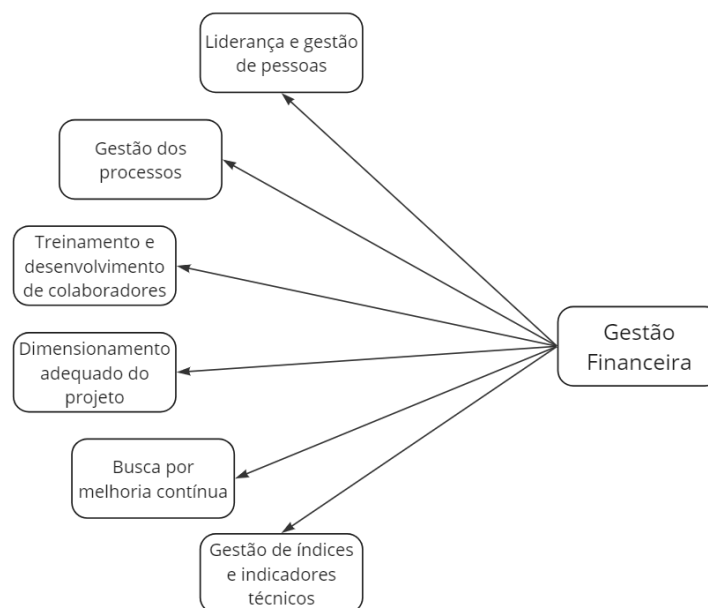 Liderança e gestão
de pessoas
Gestão dos
processos
Treinamento e
desenvolvimento
de colaboradores
Dimensionamento
adequado do
projeto
Busca por
melhoria contínua
Gestão de índices
e indicadores
técnicos
Gestão
Financeira